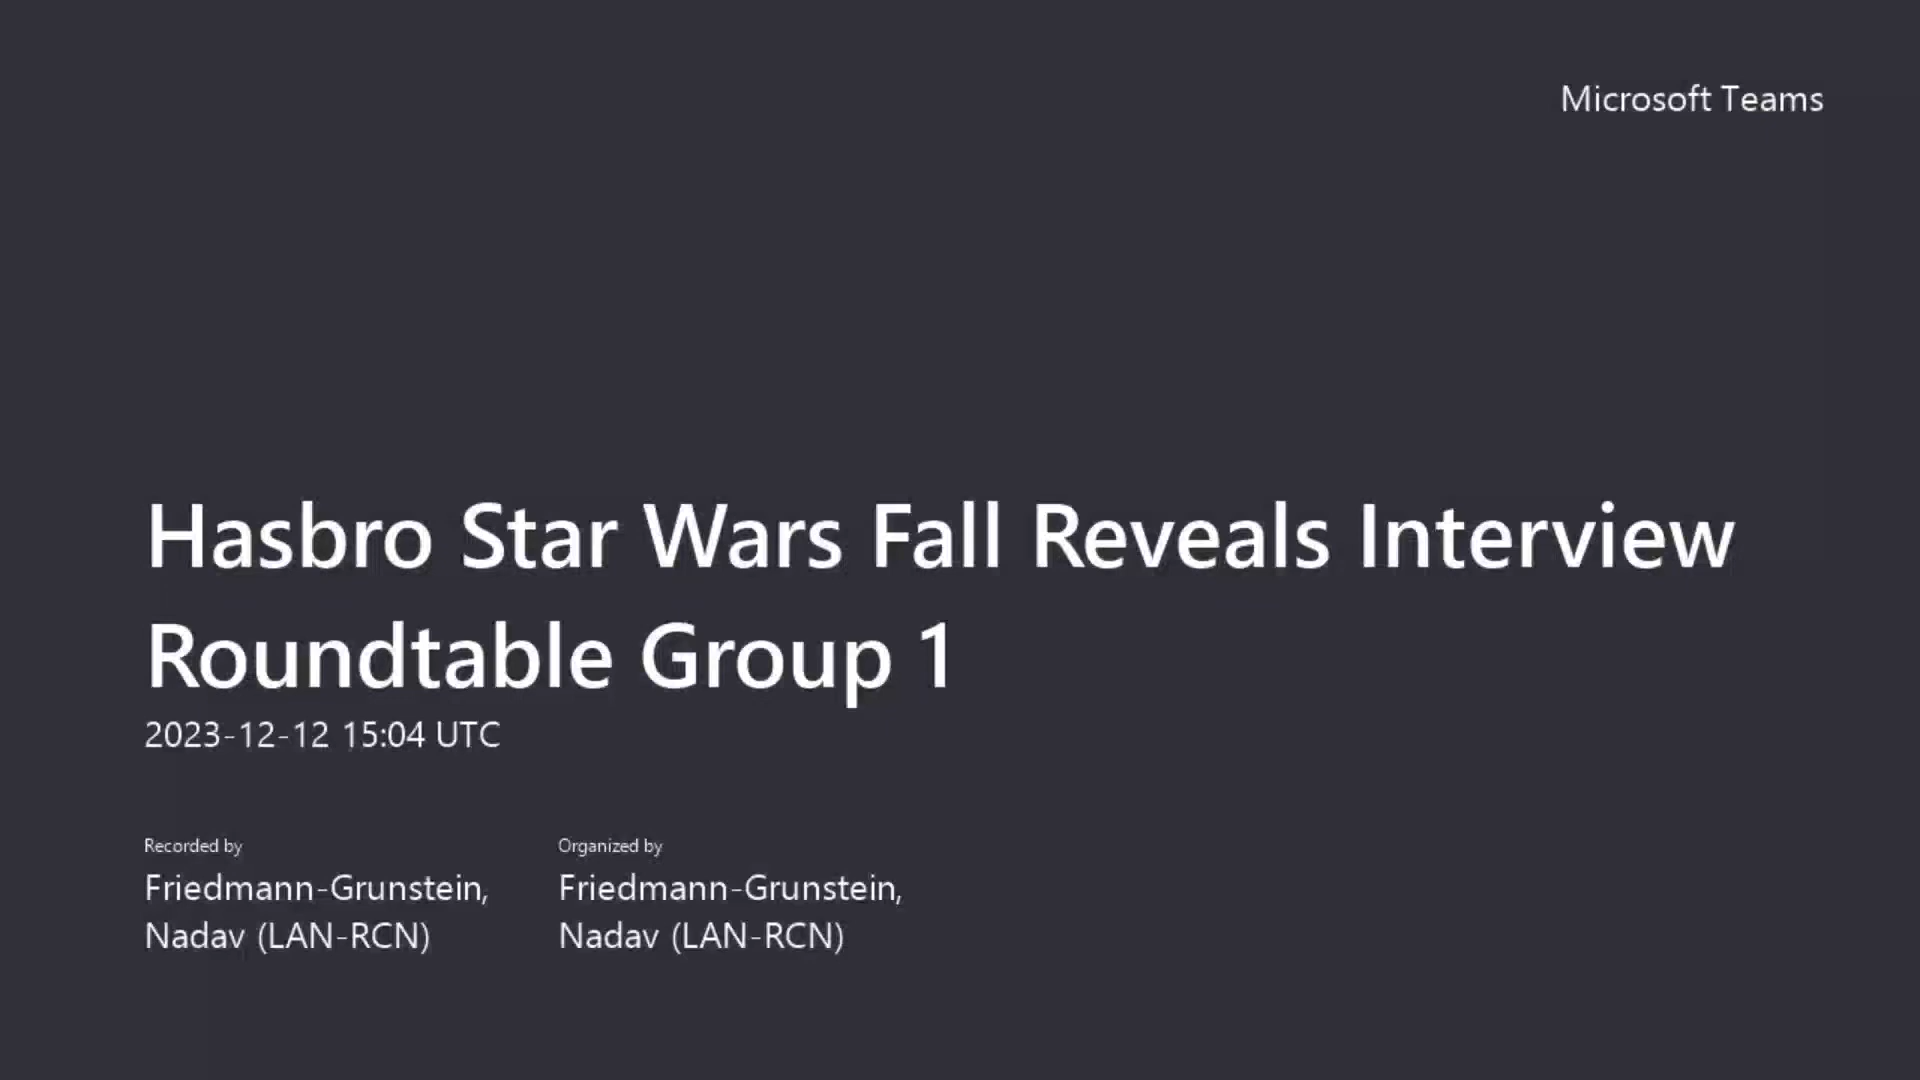 Microsoft Teams
Hasbro Star Wars Fall Reveals Interview
Roundtable Group 1
2023-12-12 15:04 UTC
Recorded by
Friedmann-Grunstein,
Nadav (LAN-RCN)
Organized by
Friedmann-Grunstein,
Nadav (LAN-RCN)